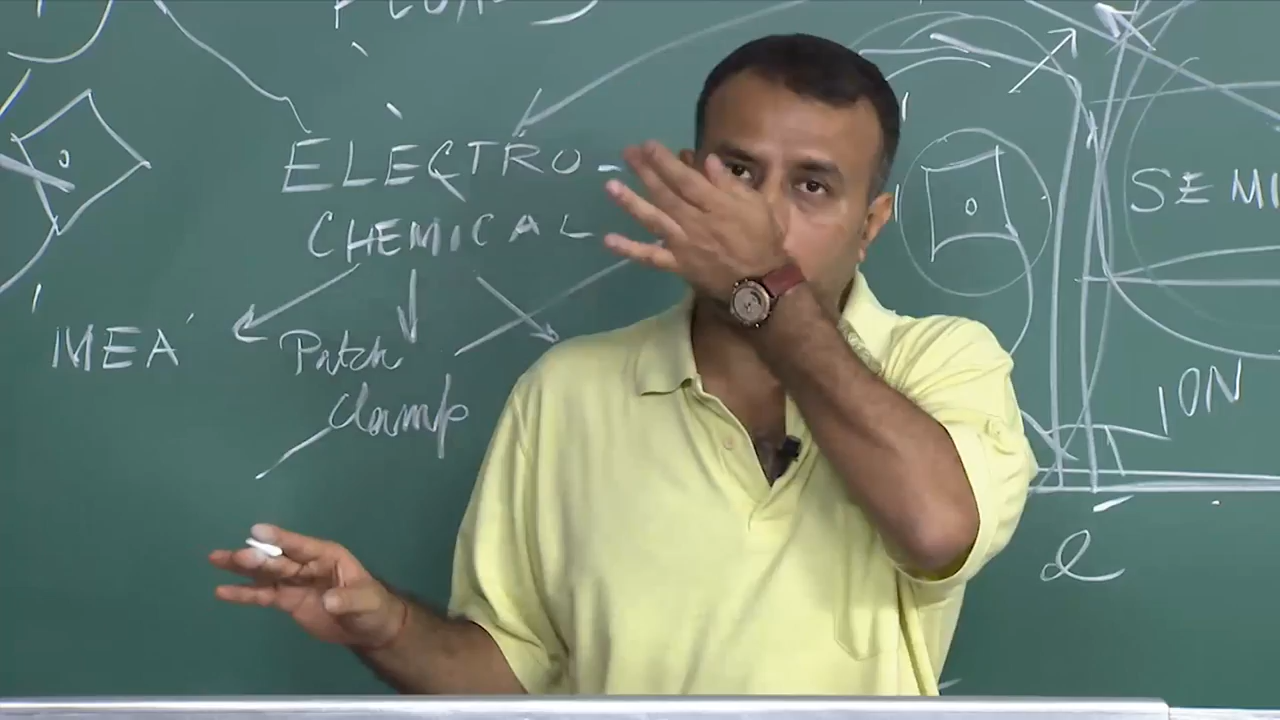 ELECTRO -
CHEMICAL
SEMI
MEA
Patch
Clamp
ION